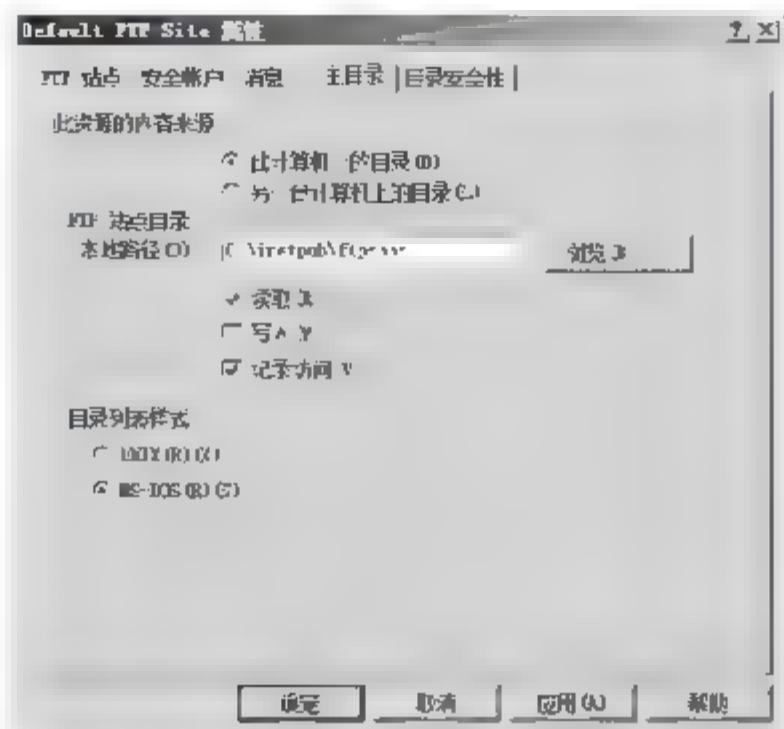 Default FTP Site 属性
FTP 站点 安全帐户 消息 主目录 目录安全性
此资源的内容来源
此计算机 的目录(D)
另一台计算机上的目录(L)
FTP 站点目录
本地路径(O) \inetpub\ftproot 浏览
读取
写入
记录访问 V
目录列表样式
UNIX(R)(X)
MS-DOS(R)(S)
确定 取消 应用(A) 帮助